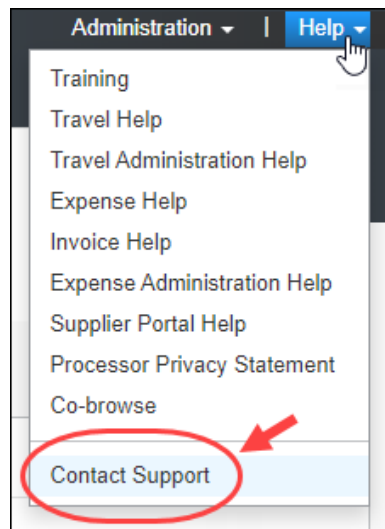 Administration | Help
Training
Travel Help
Travel Administration Help
Expense Help
Invoice Help
Expense Administration Help
Supplier Portal Help
Processor Privacy Statement
Co-browse
Contact Support